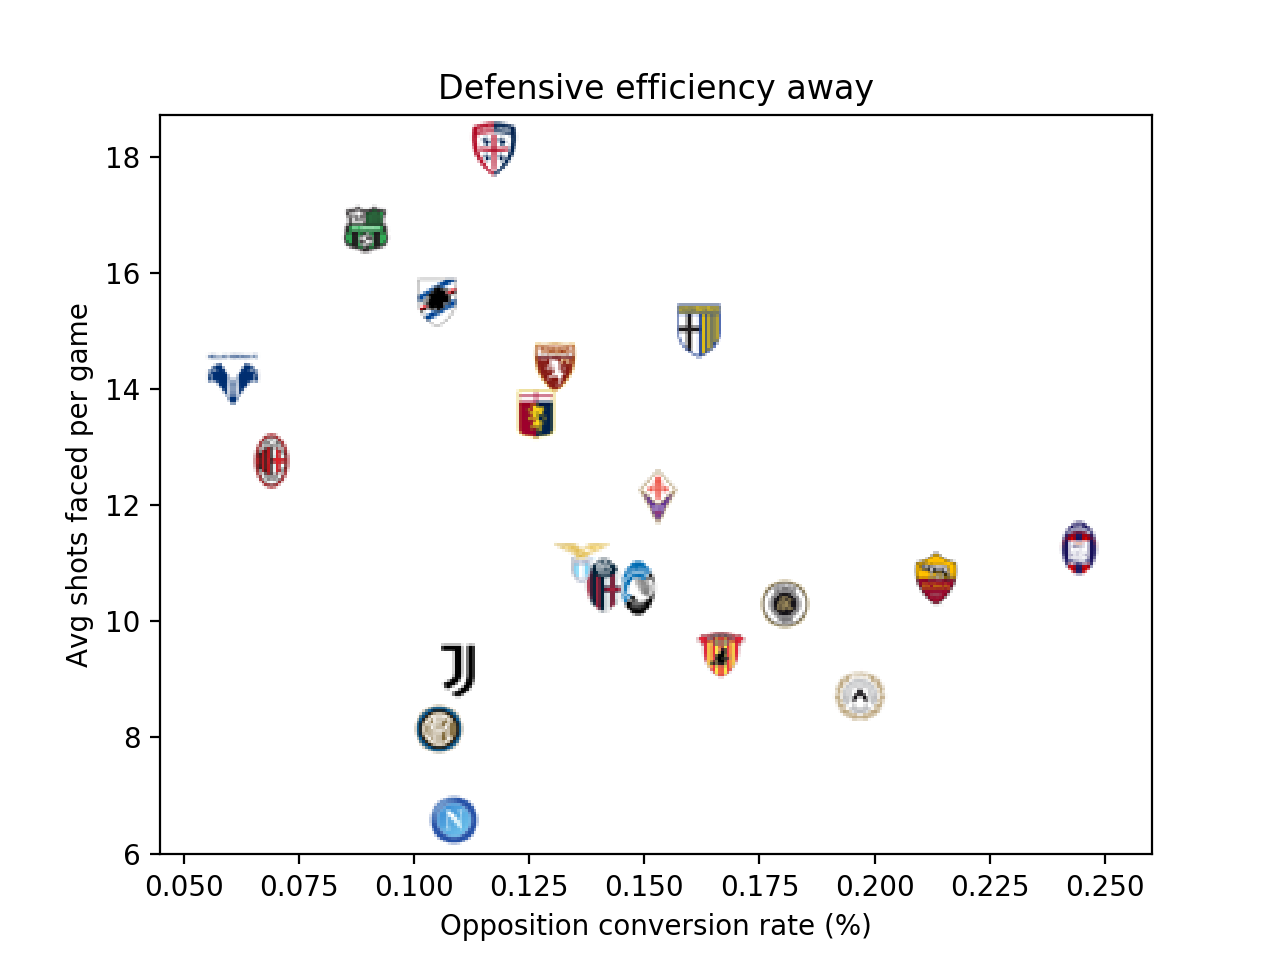 Defensive efficiency away
18
16
14
12
10
8
6
Avg shots faced per game
0.050 0.075 0.100 0.125 0.150 0.175 0.200 0.225 0.250
Opposition conversion rate (%)
TORINO
N